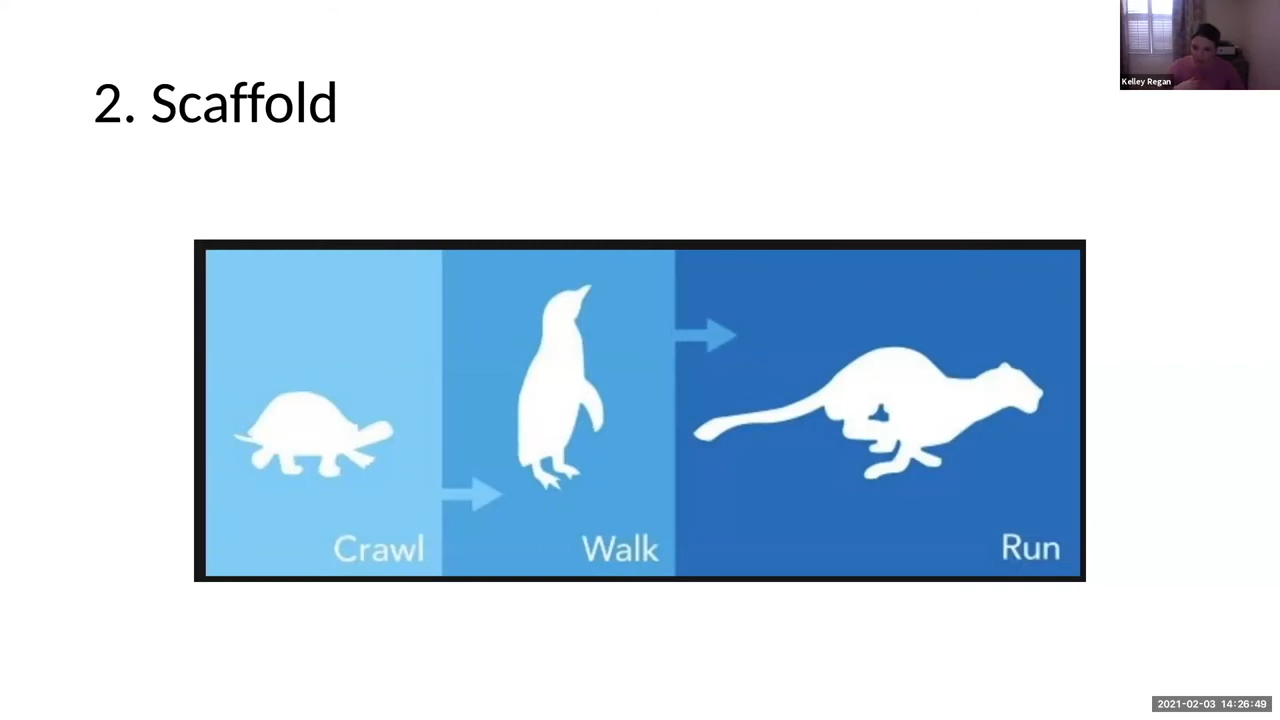 2. Scaffold
Kelley Regan
Crawl
Walk
Run
2021-02-03 14:26:49